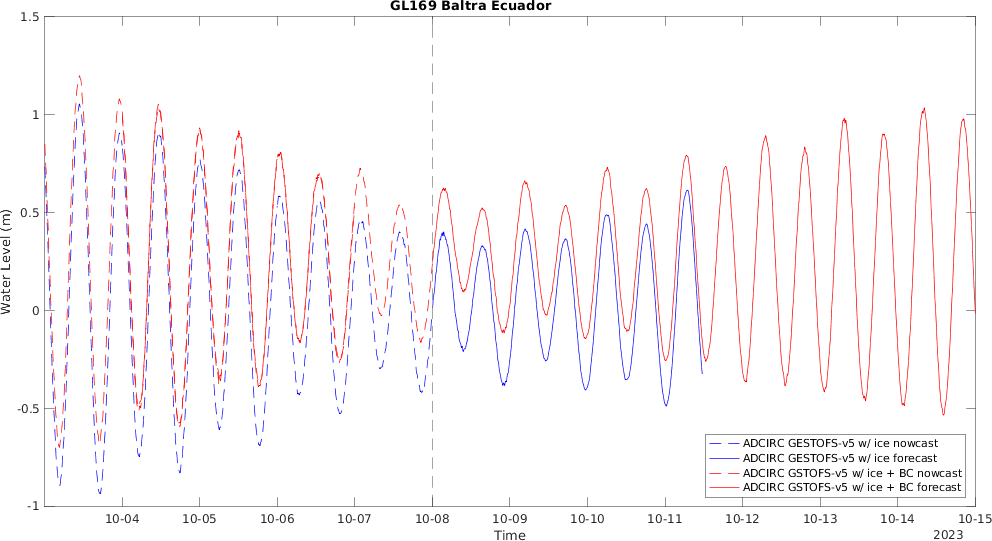 GL169 Baltra Ecuador
1.5
1
0.5
0
-0.5
-1
Water Level (m)
ADCIRC GESTOFS-v5 w/ ice nowcast
ADCIRC GESTOFS-v5 w/ ice forecast
ADCIRC GSTOFS-v5 w/ ice + BC nowcast
ADCIRC GSTOFS-v5 w/ ice + BC forecast
10-04 10-05 10-06 10-07 10-08 10-09 10-10 10-11 10-12 10-13 10-14 10-15
Time
2023